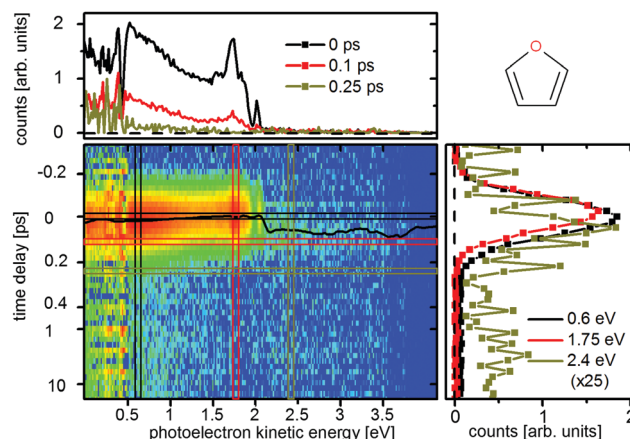 counts [arb. units]
2
1
0
0 ps
0.1 ps
0.25 ps
O
time delay [ps]
-0.2
0
0.2
0.4
1
10
0.5
1
1.5
2
2.5
3
3.5
photoelectron kinetic energy [eV]
0.6 eV
1.75 eV
2.4 eV
(x25)
0
1
2
counts [arb. units]